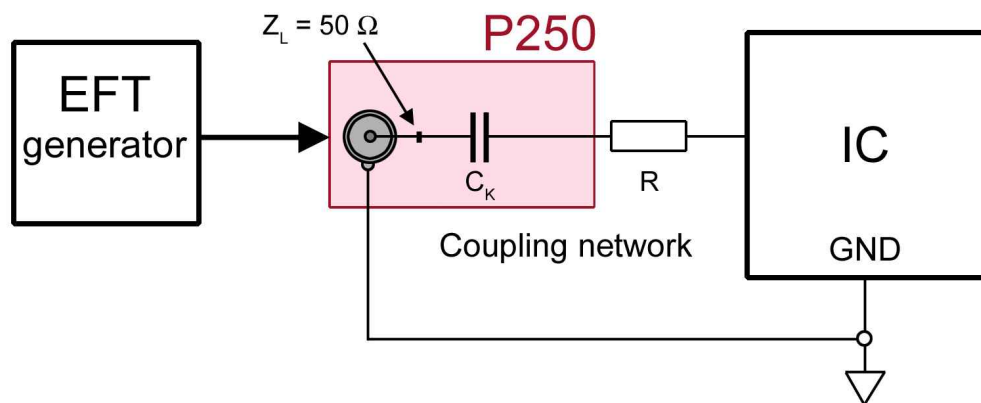 Z_L = 50 Ω
P250
EFT
generator
C_K
R
IC
Coupling network
GND